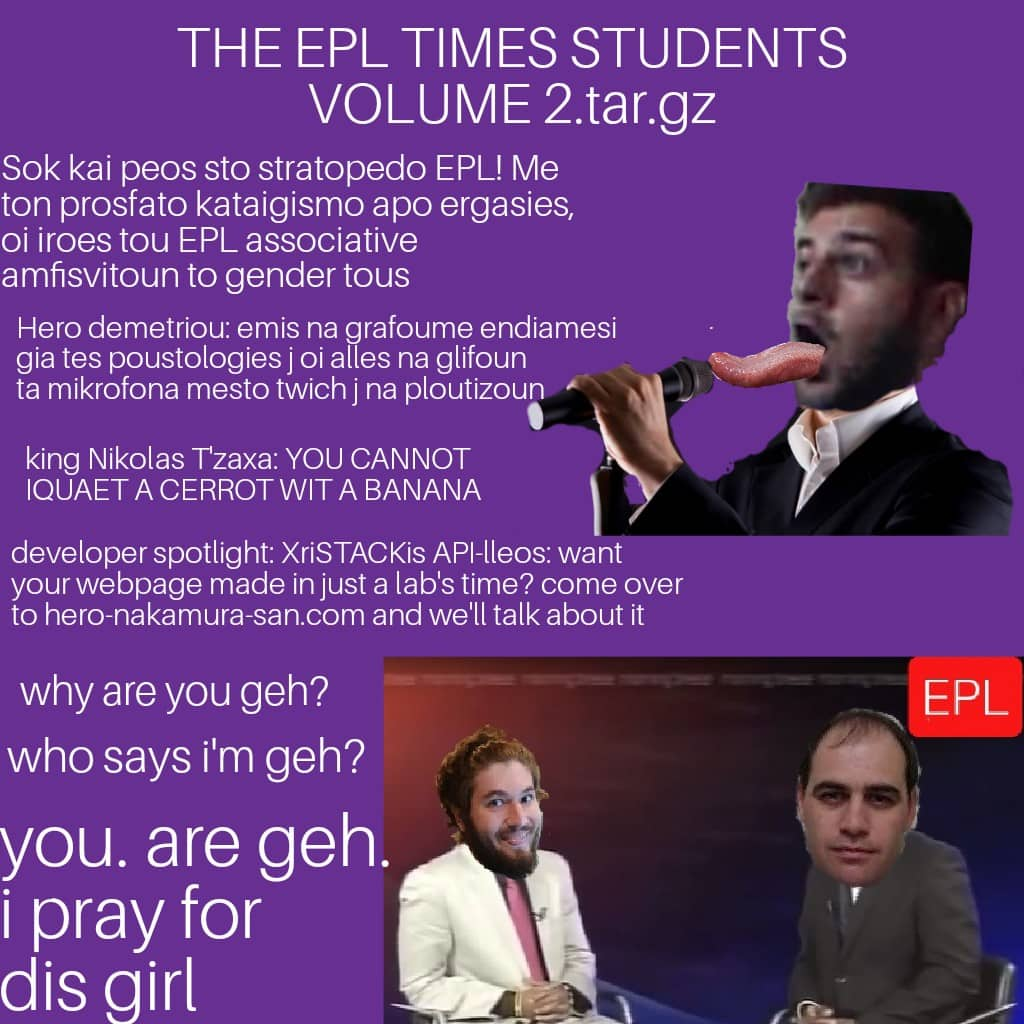 THE EPL TIMES STUDENTS
VOLUME 2.tar.gz
Sok kai peos sto stratopedo EPL! Me
ton prosfato kataigismo apo ergasies,
oi iroes tou EPL associative
amfisvitoun to gender tous
Hero demetriou: emis na grafoume endiamesi
gia tes poustologies j oi alles na glifoun
ta mikrofona mesto twich j na ploutizoun
king Nikolas T'zaxa: YOU CANNOT
IQUAET A CERROT WIT A BANANA
developer spotlight: XriSTACKis API-lleos: want
your webpage made in just a lab's time? come over
to hero-nakamura-san.com and we'll talk about it
why are you geh?
who says i'm geh?
you. are geh.
i pray for
dis girl
EPL